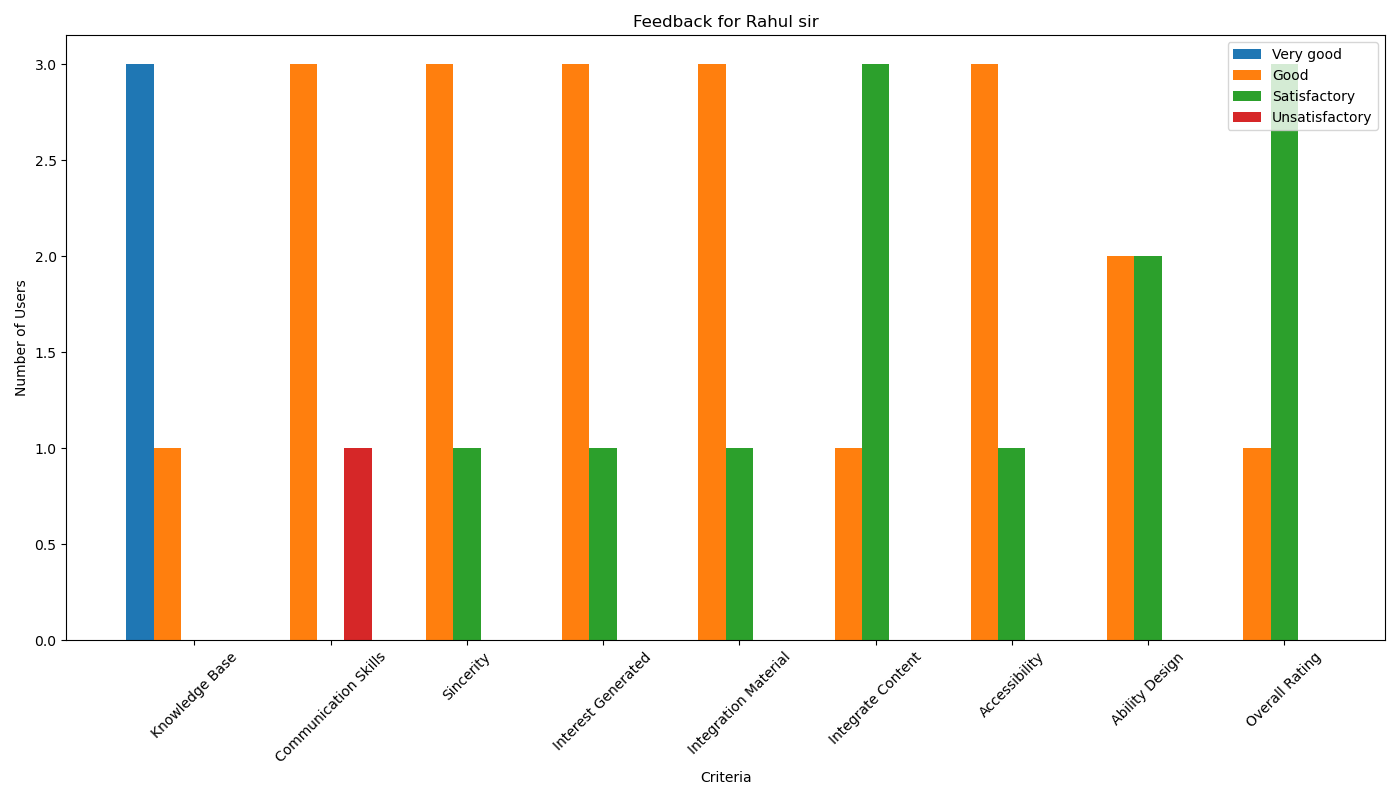 Feedback for Rahul sir
Very good
Good
Satisfactory
Unsatisfactory
Number of Users
3.0
2.5
2.0
1.5
1.0
0.5
0.0
Knowledge Base
Communication Skills
Sincerity
Interest Generated
Integration Material
Integrate Content
Accessibility
Ability Design
Overall Rating
Criteria